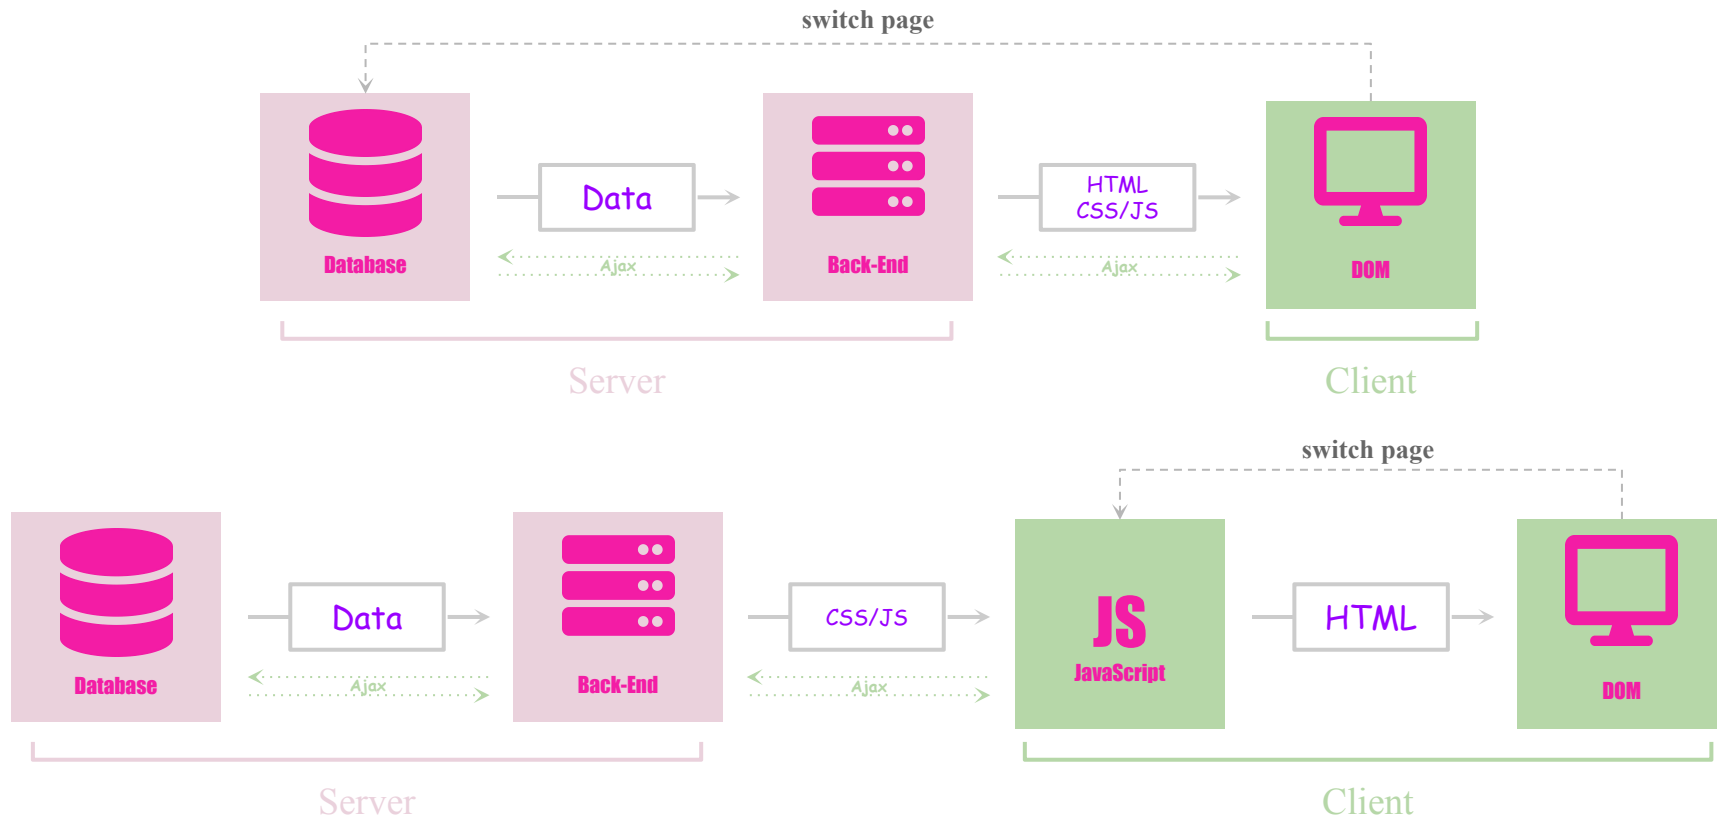 switch page
Data
HTML
CSS/JS
Ajax
Ajax
Database
Back-End
DOM
Server
Client
switch page
Data
CSS/JS
JS
HTML
JavaScript
Ajax
Ajax
Database
Back-End
DOM
Server
Client